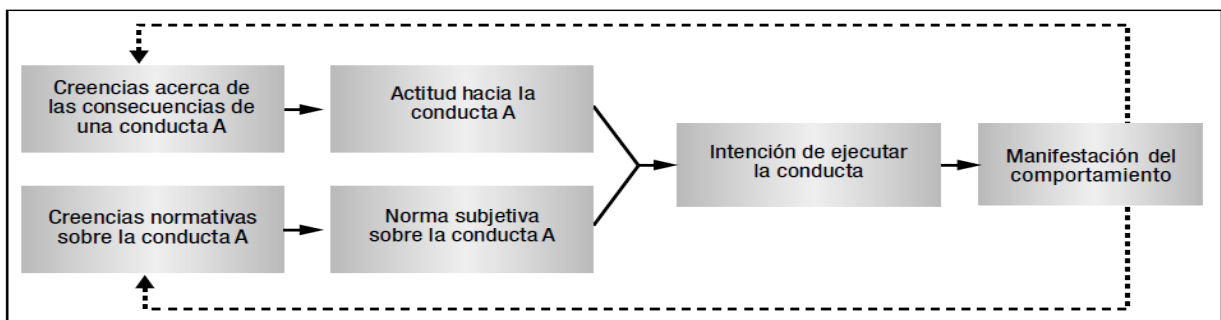 Creencias acerca de
las consecuencias de
una conducta A
Actitud hacia la
conducta A
Creencias normativas
sobre la conducta A
Norma subjetiva
sobre la conducta A
Intención de ejecutar
la conducta
Manifestación del
comportamiento